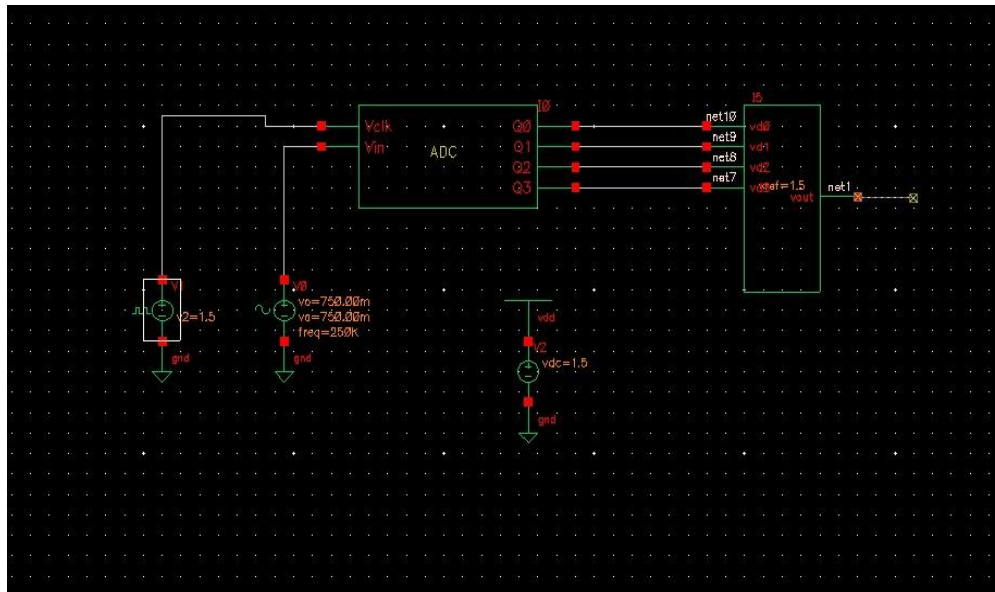 I0
Vclk
Vin
ADC
Q0
Q1
Q2
Q3
I5
net10
vd0
net9
vd1
net8
vd2
net7
vref=1.5
vout
net1
V1
v2=1.5
gnd
V0
vo=750.00m
va=750.00m
freq=250k
gnd
vdd
V2
vdc=1.5
gnd